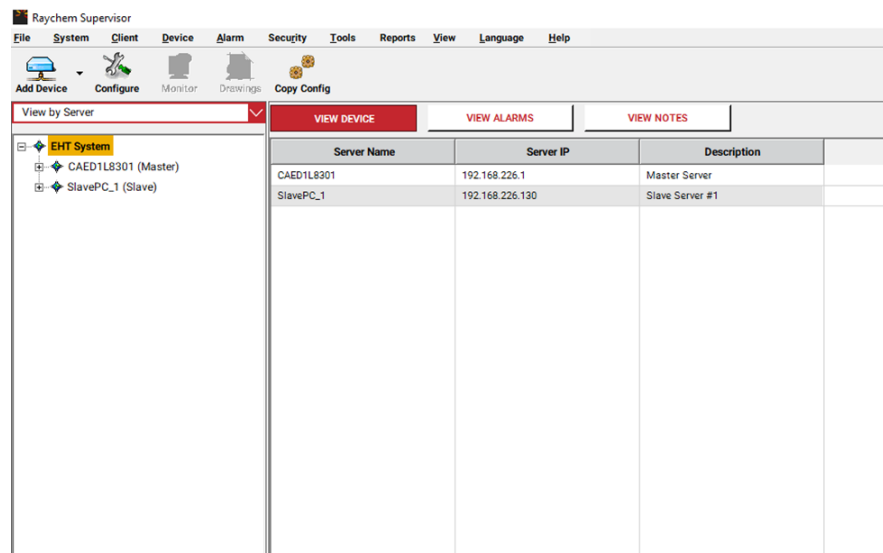 Raychem Supervisor
File System Client Device Alarm Security Tools Reports View Language Help
Add Device Configure Monitor Drawings Copy Config
View by Server
VIEW DEVICE VIEW ALARMS VIEW NOTES
EHT System
CAED1L8301 (Master)
SlavePC_1 (Slave)
Server Name Server IP Description
CAED1L8301 192.168.226.1 Master Server
SlavePC_1 192.168.226.130 Slave Server #1